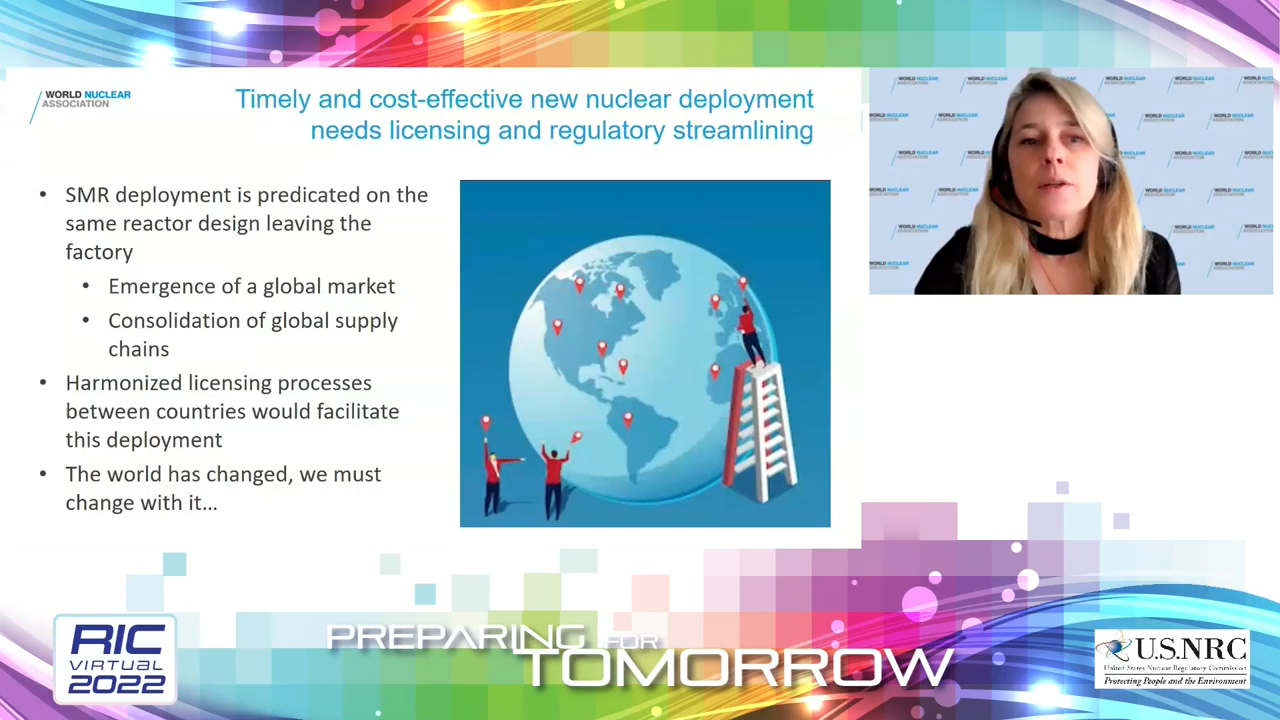 WORLD NUCLEAR
ASSOCIATION
Timely and cost-effective new nuclear deployment
needs licensing and regulatory streamlining
• SMR deployment is predicated on the
same reactor design leaving the
factory
• Emergence of a global market
• Consolidation of global supply
chains
• Harmonized licensing processes
between countries would facilitate
this deployment
• The world has changed, we must
change with it…
WORLD NUCLEAR
ASSOCIATION
RIC
VIRTUAL
2022
PREPARING FOR
TOMORROW
U.S.NRC
United States Nuclear Regulatory Commission
Protecting People and the Environment